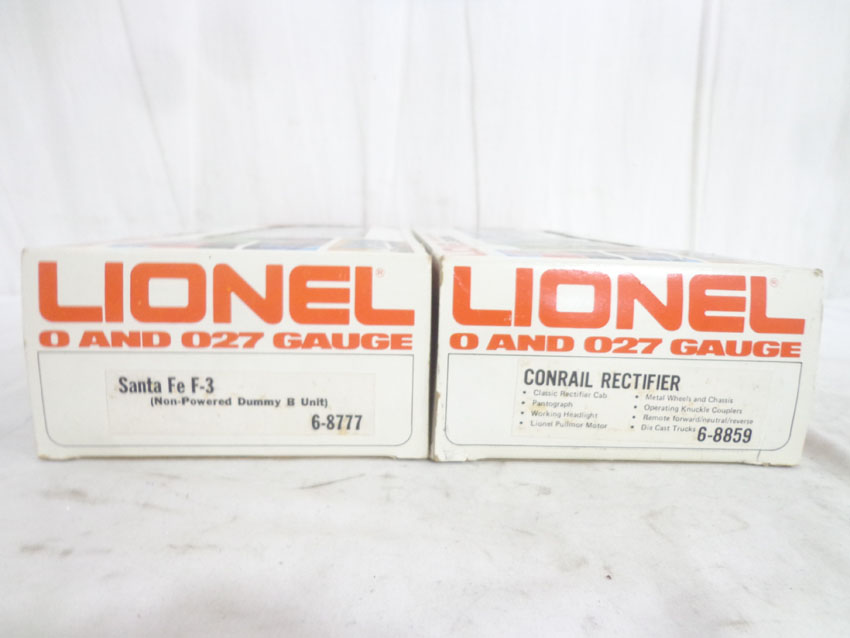 LIONEL®
O AND O27 GAUGE
Santa Fe F-3
(Non-Powered Dummy B Unit)
6-8777
LIONEL®
O AND O27 GAUGE
CONRAIL RECTIFIER
• Classic Rectifier Cab
• Pantograph
• Working Headlight
• Lionel Pullmor Motor
• Metal Wheels and Chassis
• Operating Knuckle Couplers
• Remote forward/neutral/reverse
• Die Cast Trucks
6-8859